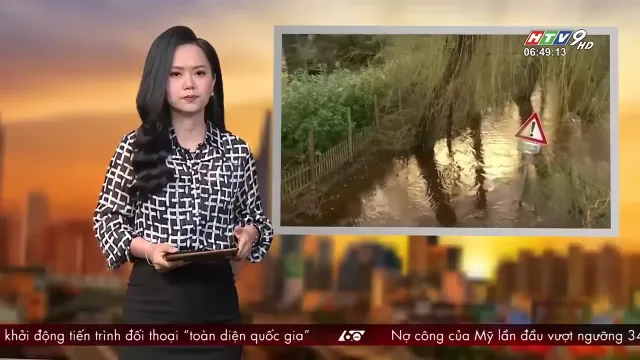 HTV9 HD
06:49:13
khởi động tiến trình đối thoại "toàn diện quốc gia"
60
Nợ công của Mỹ lần đầu vượt ngưỡng 34